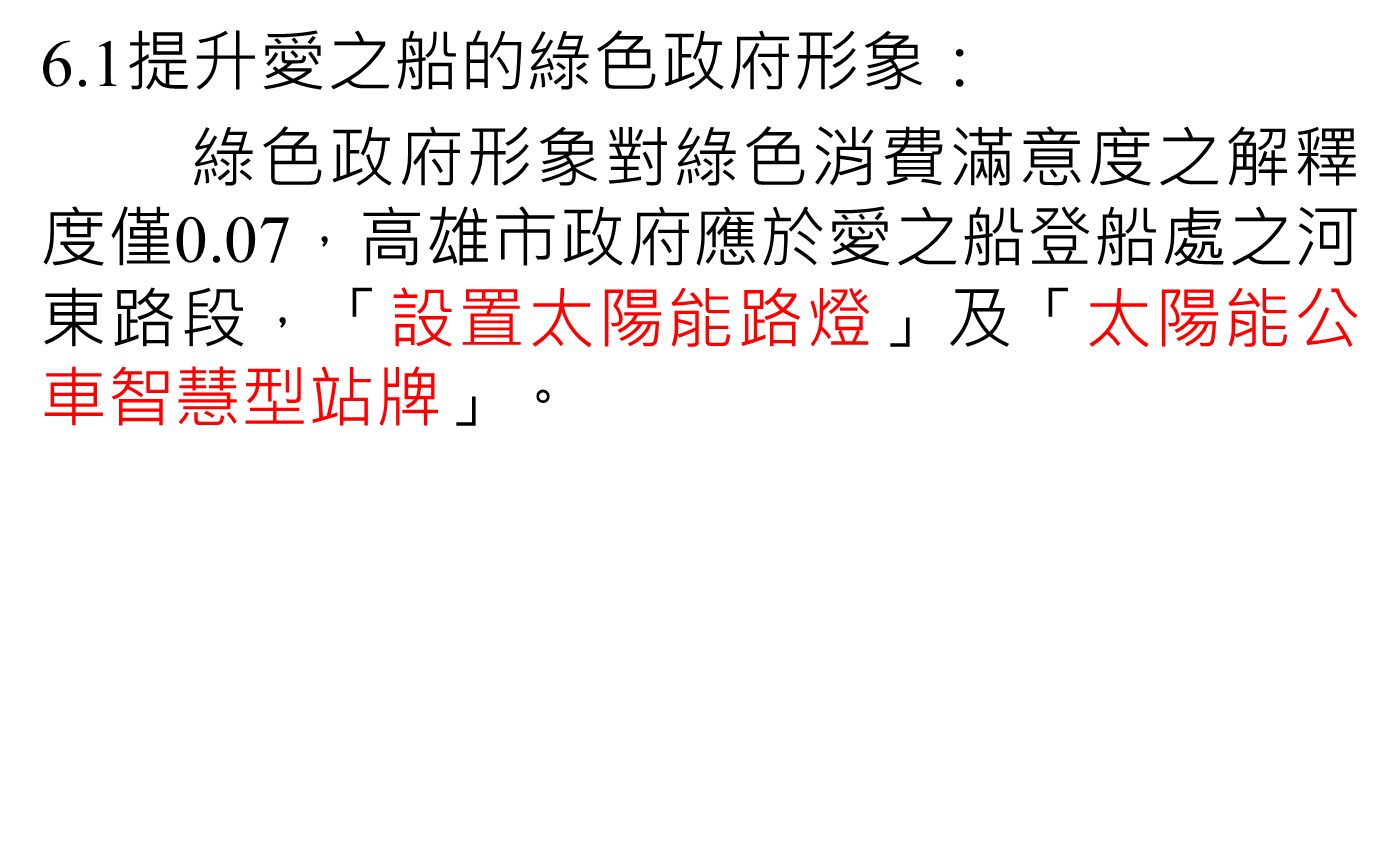 6.1提升愛之船的綠色政府形象：
綠色政府形象對綠色消費滿意度之解釋
度僅0.07，高雄市政府應於愛之船登船處之河
東路段，「設置太陽能路燈」及「太陽能公
車智慧型站牌」。